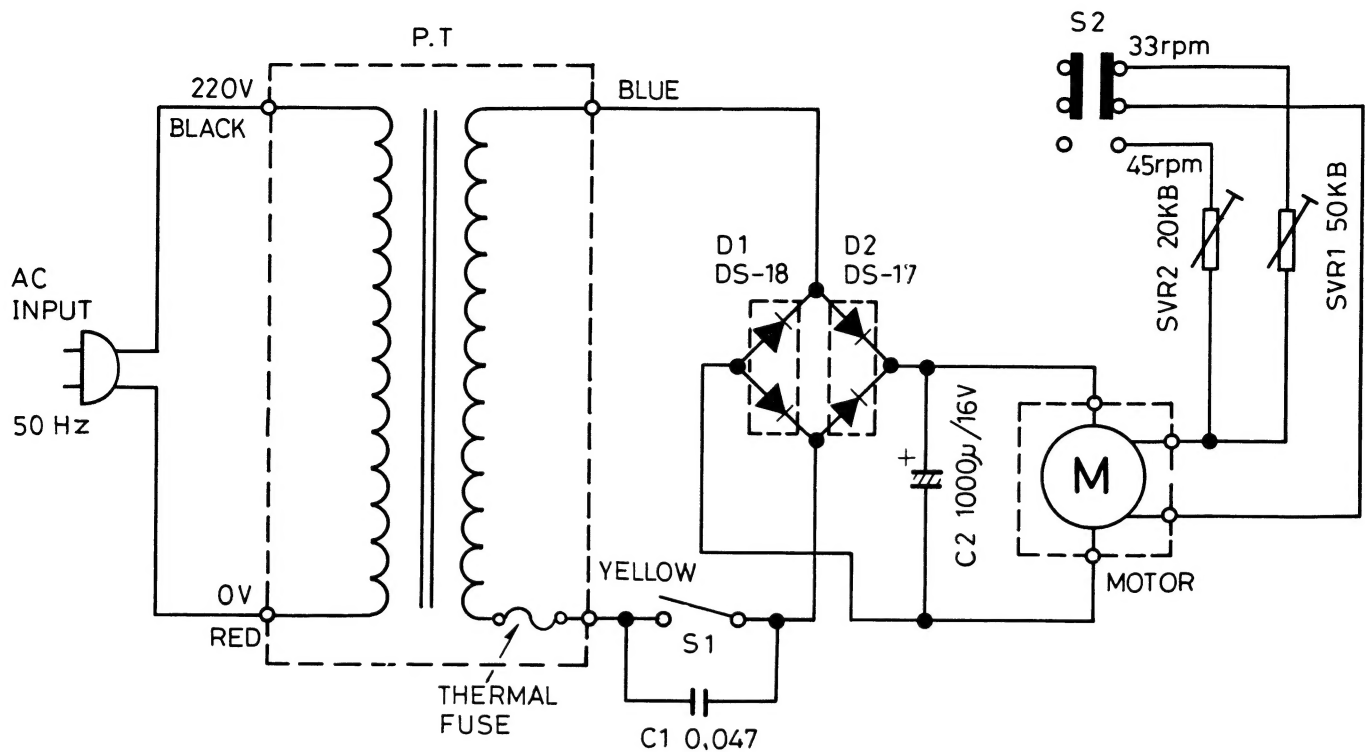 P.T
S2
33rpm
45rpm
220V
BLACK
BLUE
SVR2 20KB
SVR1 50KB
D1
DS-18
D2
DS-17
AC
INPUT
50 Hz
+
C2 1000μ/16V
M
MOTOR
0V
RED
YELLOW
S1
THERMAL
FUSE
C1 0,047